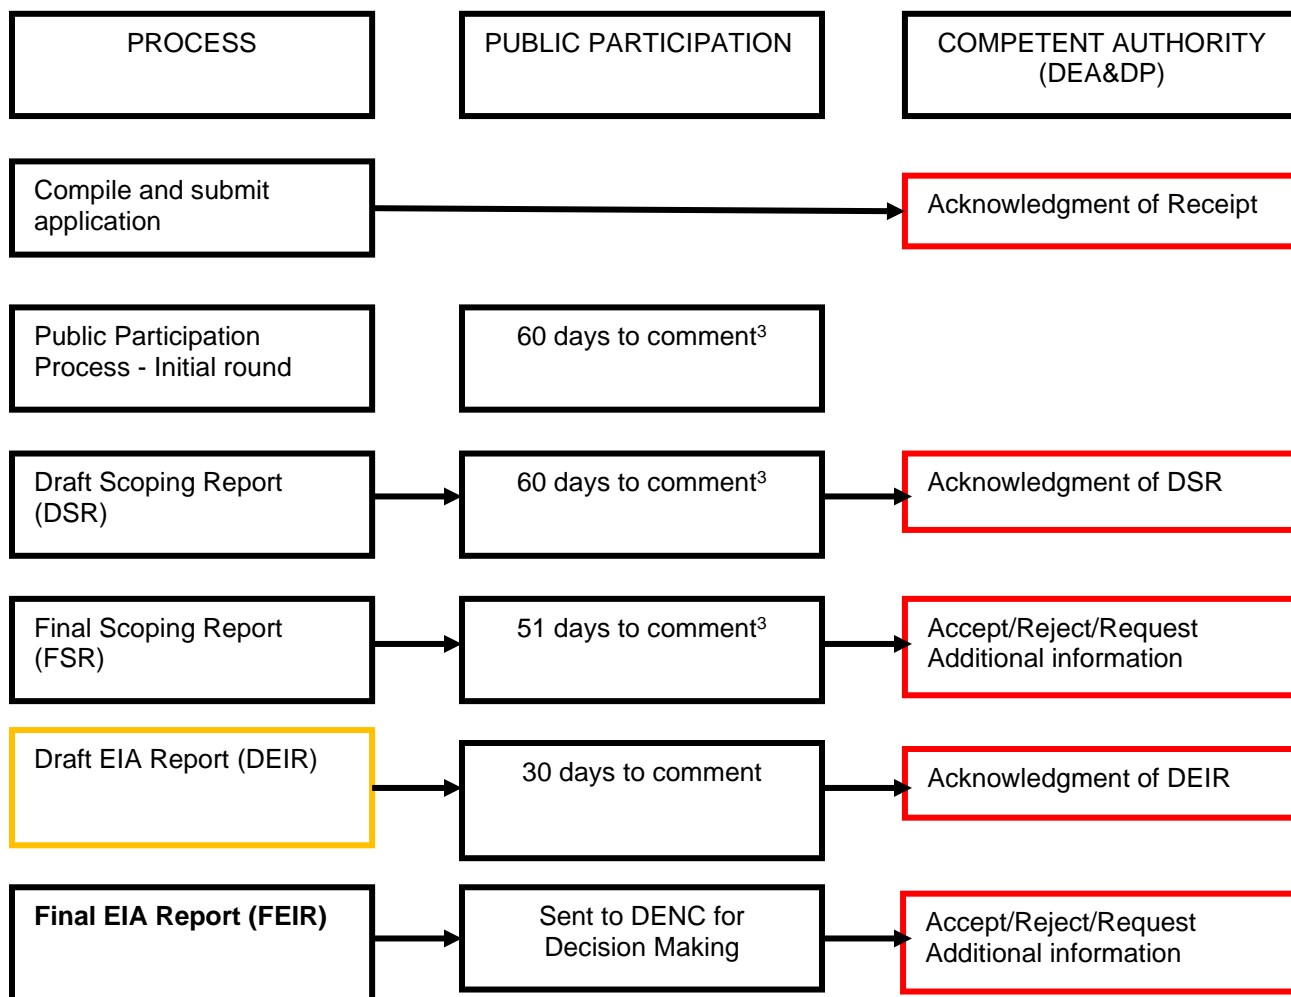 PROCESS
PUBLIC PARTICIPATION
COMPETENT AUTHORITY
(DEA&DP)
Compile and submit
application
Acknowledgment of Receipt
Public Participation
Process - Initial round
60 days to comment³
Draft Scoping Report
(DSR)
60 days to comment³
Acknowledgment of DSR
Final Scoping Report
(FSR)
51 days to comment³
Accept/Reject/Request
Additional information
Draft EIA Report (DEIR)
30 days to comment
Acknowledgment of DEIR
Final EIA Report (FEIR)
Sent to DENC for
Decision Making
Accept/Reject/Request
Additional information